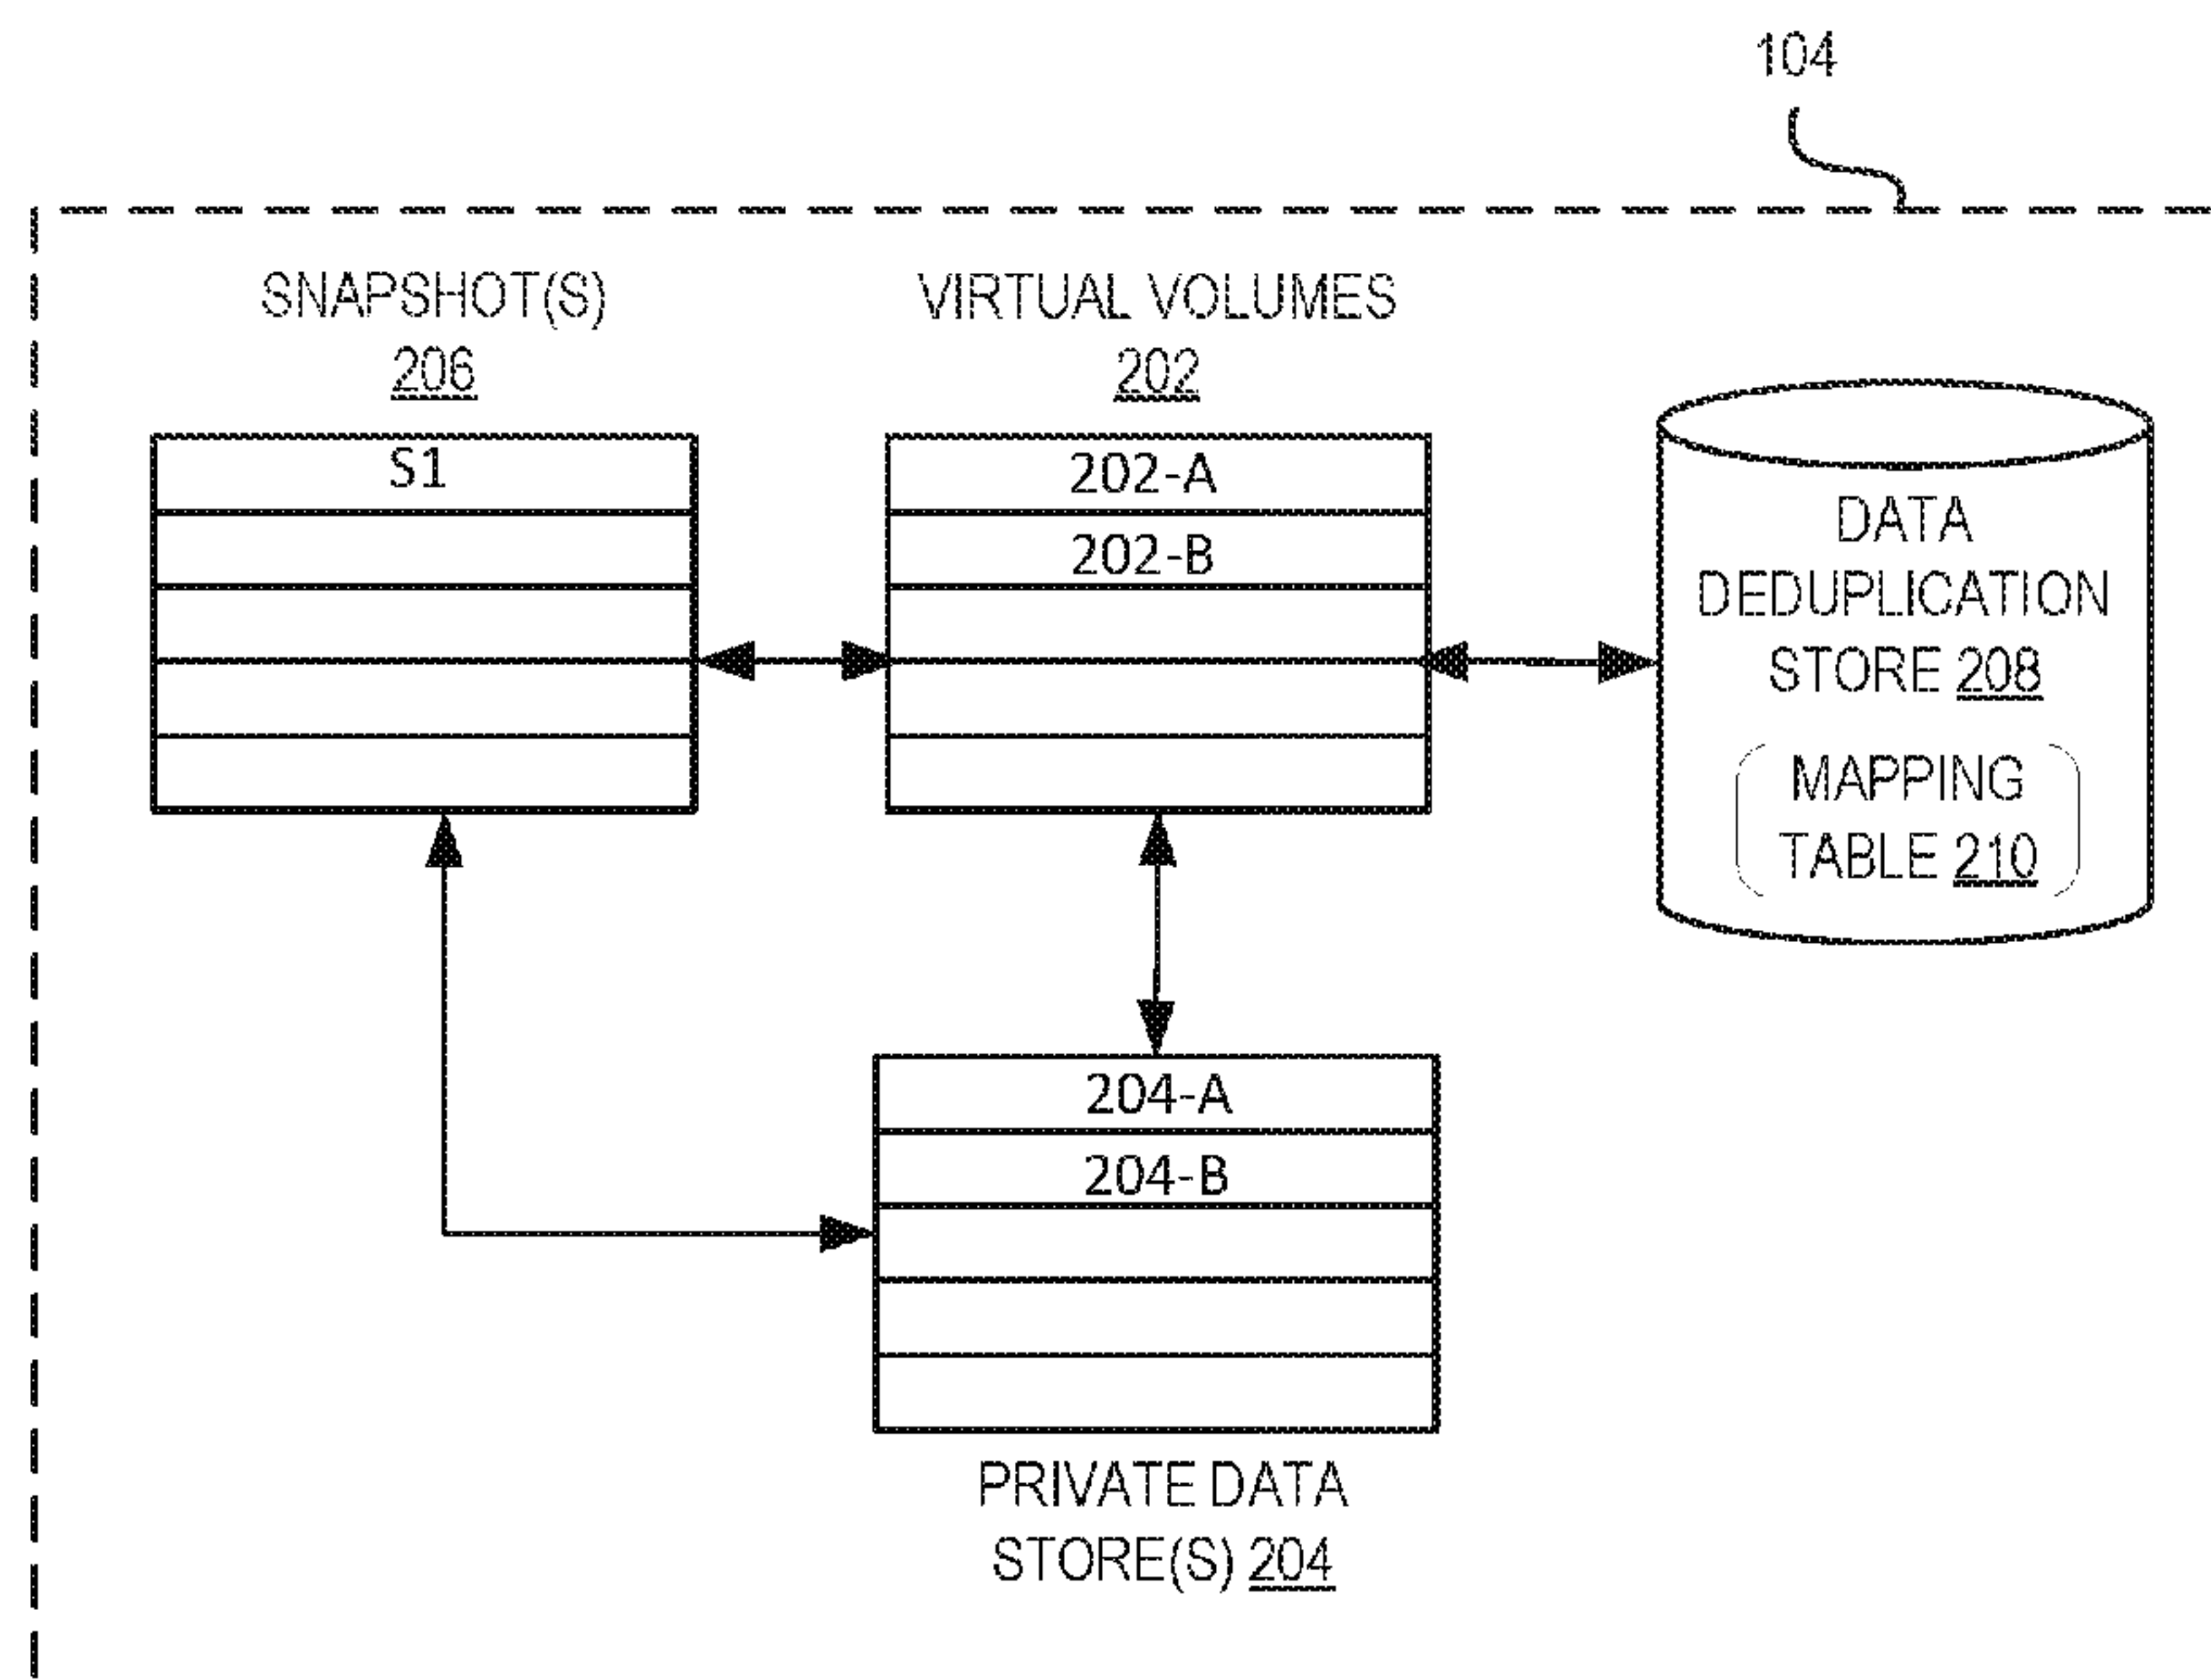 104
SNAPSHOT(S)
206
S1
VIRTUAL VOLUMES
202
202-A
202-B
DATA
DEDUPLICATION
STORE 208
MAPPING
TABLE 210
204-A
204-B
PRIVATE DATA
STORE(S) 204